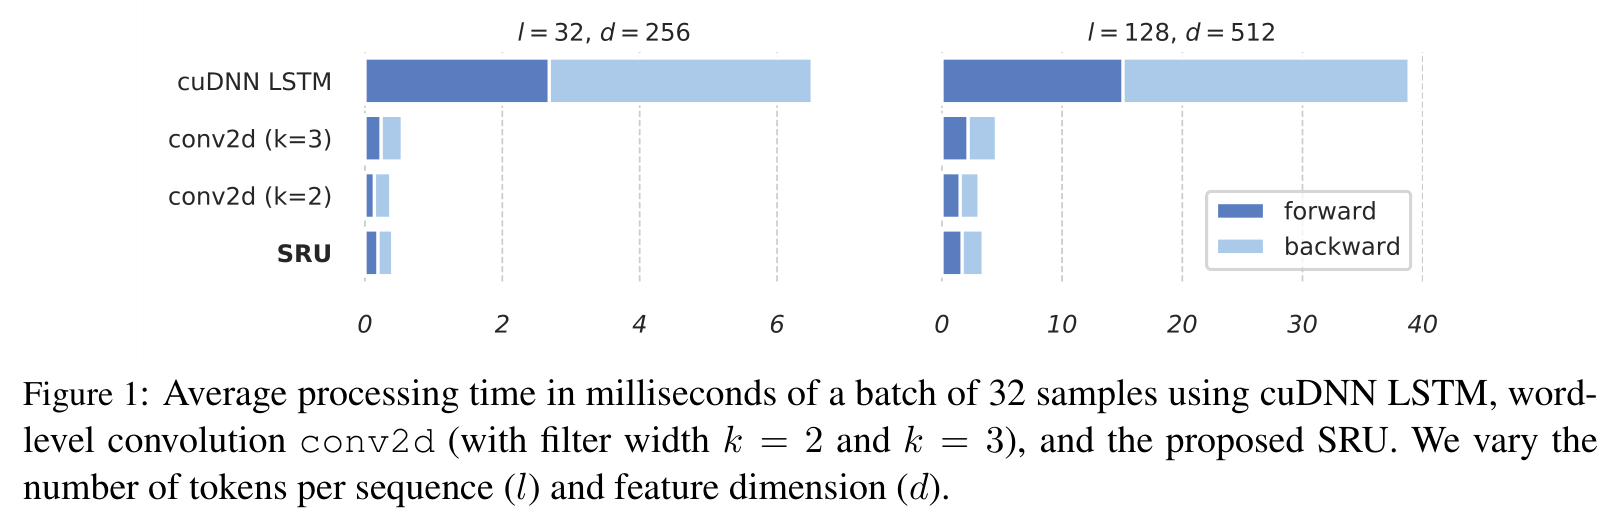 l = 32, d = 256
l = 128, d = 512
cuDNN LSTM
conv2d (k=3)
conv2d (k=2)
SRU
forward
backward
0 2 4 6
0 10 20 30 40
Figure 1: Average processing time in milliseconds of a batch of 32 samples using cuDNN LSTM, word-
level convolution conv2d (with filter width k = 2 and k = 3), and the proposed SRU. We vary the
number of tokens per sequence (l) and feature dimension (d).